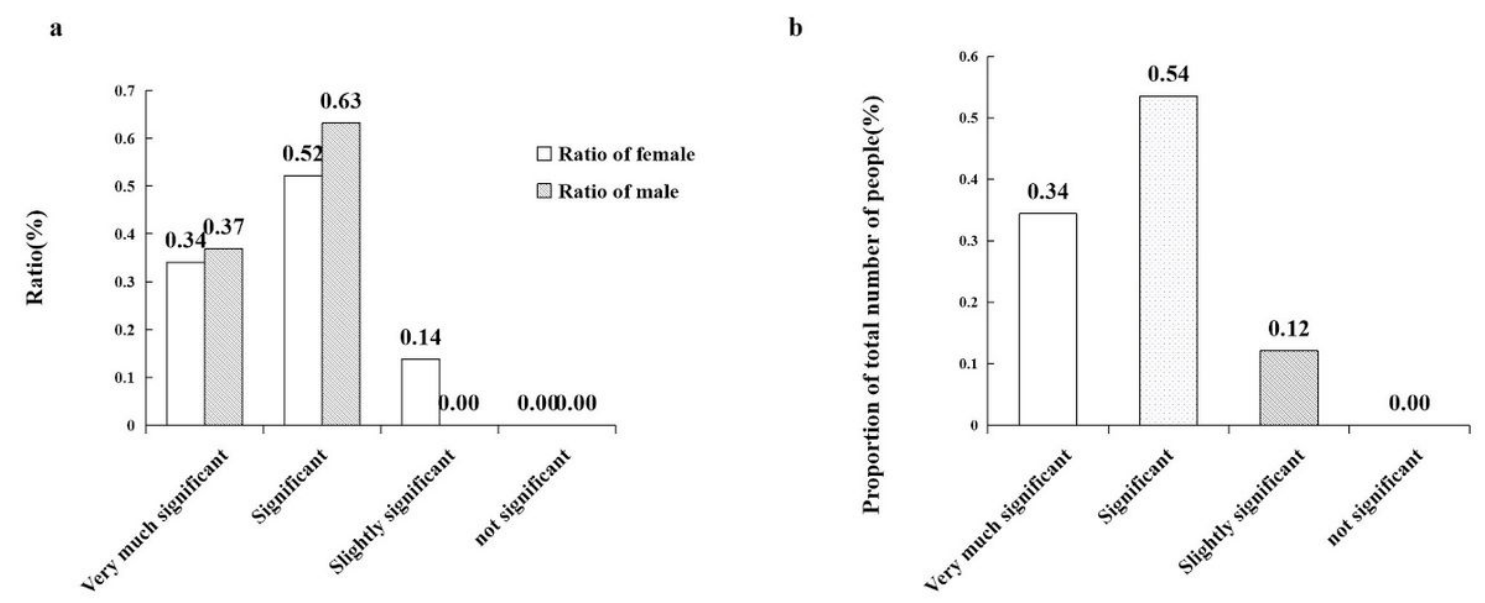 a
Ratio(%)
0.7
0.6
0.5
0.4
0.3
0.2
0.1
0
0.34
0.37
0.52
0.63
0.14
0.00
0.00
0.00
Very much significant
Significant
Slightly significant
not significant
Ratio of female
Ratio of male
b
Proportion of total number of people(%)
0.6
0.5
0.4
0.3
0.2
0.1
0
0.34
0.54
0.12
0.00
Very much significant
Significant
Slightly significant
not significant